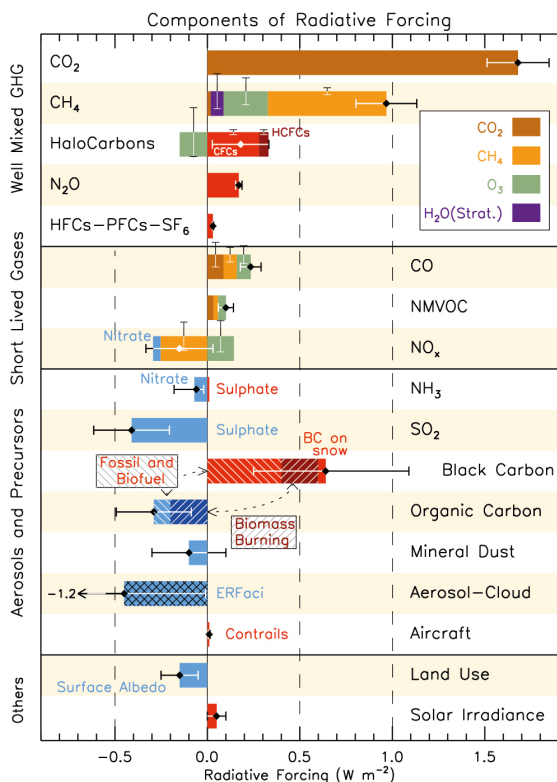 Components of Radiative Forcing
Well Mixed GHG
CO₂
CH₄
HaloCarbons
HCFCs
CFCs
N₂O
HFCs−PFCs−SF₆
CO₂
CH₄
O₃
H₂O(Strat.)
Short Lived Gases
CO
NMVOC
Nitrate
NOₓ
Aerosols and Precursors
Nitrate
Sulphate
NH₃
Sulphate
SO₂
BC on
snow
Fossil and
Biofuel
Black Carbon
Organic Carbon
Biomass
Burning
Mineral Dust
−1.2
ERFaci
Aerosol−Cloud
Contrails
Aircraft
Others
Surface Albedo
Land Use
Solar Irradiance
−0.5 0.0 0.5 1.0 1.5
Radiative Forcing (W m⁻²)